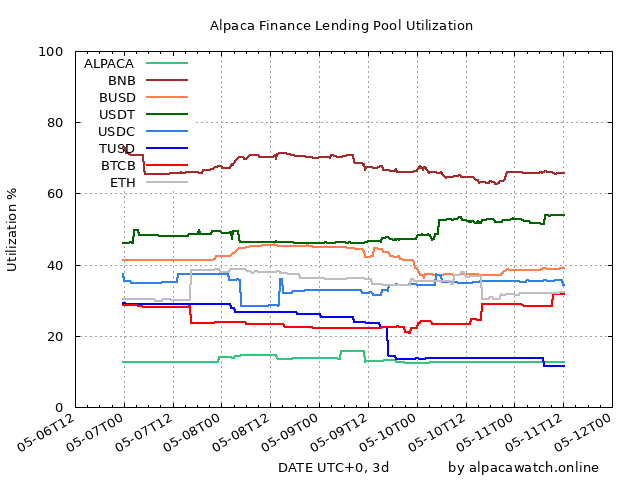 Alpaca Finance Lending Pool Utilization
100
80
60
40
20
0
Utilization %
ALPACA
BNB
BUSD
USDT
USDC
TUSD
BTCB
ETH
05-06T12
05-07T00
05-07T12
05-08T00
05-08T12
05-09T00
05-09T12
05-10T00
05-10T12
05-11T00
05-11T12
05-12T00
DATE UTC+0, 3d
by alpacawatch.online